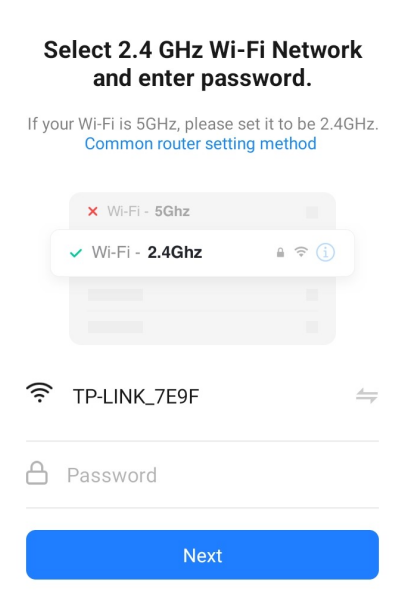 Select 2.4 GHz Wi-Fi Network
and enter password.
If your Wi-Fi is 5GHz, please set it to be 2.4GHz.
Common router setting method
Wi-Fi - 5Ghz
Wi-Fi - 2.4Ghz
TP-LINK_7E9F
Password
Next